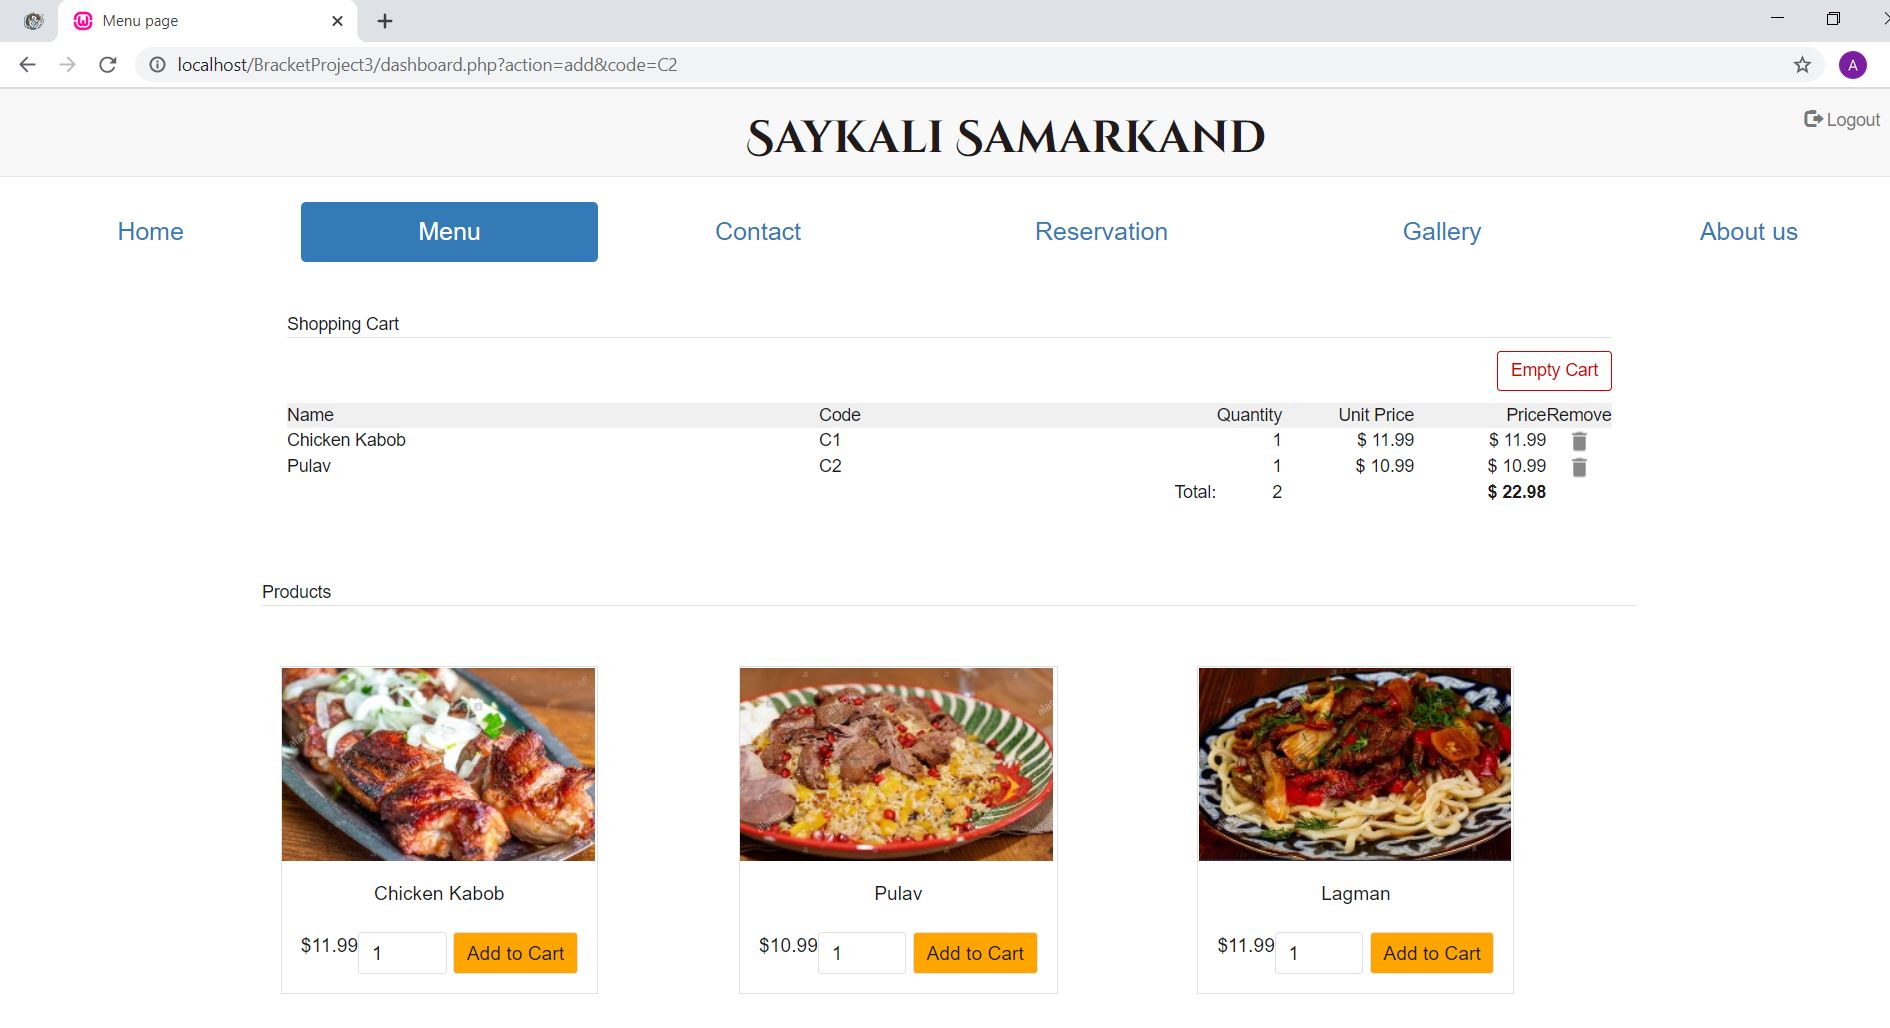 Menu page
localhost/BracketProject3/dashboard.php?action=add&code=C2
A
SAYKALI SAMARKAND
Logout
Home Menu Contact Reservation Gallery About us
Shopping Cart
Empty Cart
Name Code Quantity Unit Price PriceRemove
Chicken Kabob C1 1 $ 11.99 $ 11.99
Pulav C2 1 $ 10.99 $ 10.99
Total: 2 $ 22.98
Products
Chicken Kabob Pulav Lagman
$11.99 1 Add to Cart $10.99 1 Add to Cart $11.99 1 Add to Cart